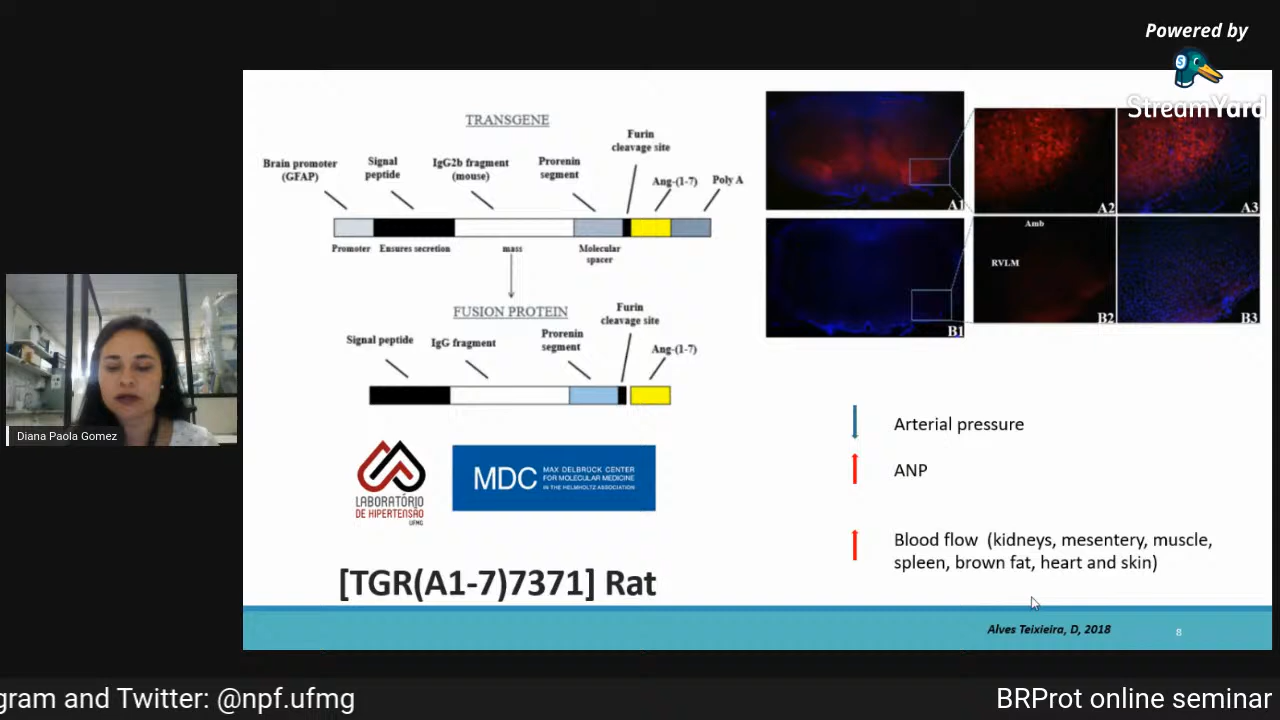 Powered by
StreamYard
TRANSGENE
Brain promoter
(GFAP)
Signal
peptide
IgG2b fragment
(mouse)
Prorenin
segment
Furin
cleavage site
Ang-(1-7)
Poly A
Promoter
Ensures secretion
mass
Molecular
spacer
FUSION PROTEIN
Signal peptide
IgG fragment
Prorenin
segment
Furin
cleavage site
Ang-(1-7)
A1
A2
A3
Amb
RVLM
B1
B2
B3
LABORATÓRIO
DE HIPERTENSÃO
UFMG
MDC
MAX DELBRÜCK CENTER
FOR MOLECULAR MEDICINE
IN THE HELMHOLTZ ASSOCIATION
Arterial pressure
ANP
Blood flow (kidneys, mesentery, muscle,
spleen, brown fat, heart and skin)
[TGR(A1-7)7371] Rat
Alves Teixieira, D, 2018
8
Diana Paola Gomez
gram and Twitter: @npf.ufmg
BRProt online seminar